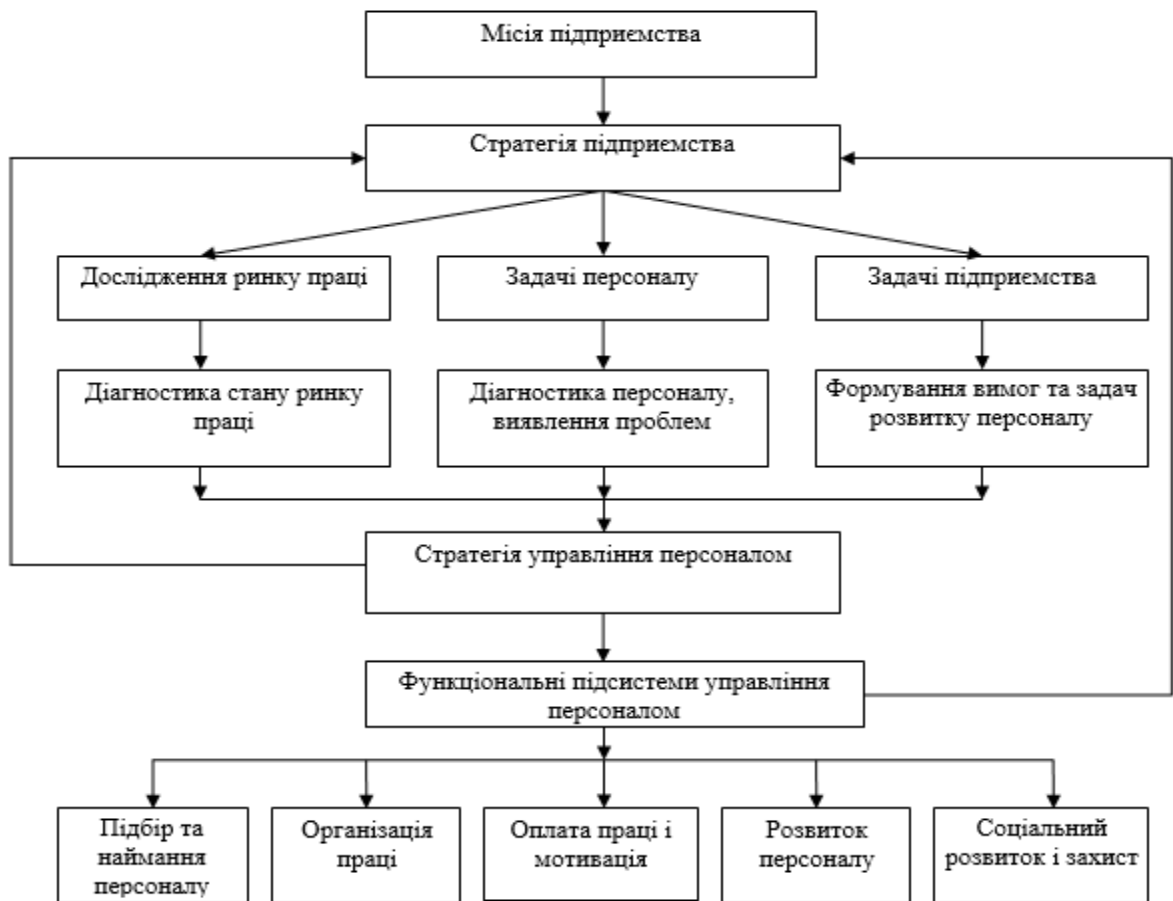 Місія підприємства
Стратегія підприємства
Дослідження ринку праці
Задачі персоналу
Задачі підприємства
Діагностика стану ринку
праці
Діагностика персоналу,
виявлення проблем
Формування вимог та задач
розвитку персоналу
Стратегія управління персоналом
Функціональні підсистеми управління
персоналом
Підбір та
наймання
персоналу
Організація
праці
Оплата праці і
мотивація
Розвиток
персоналу
Соціальний
розвиток і захист